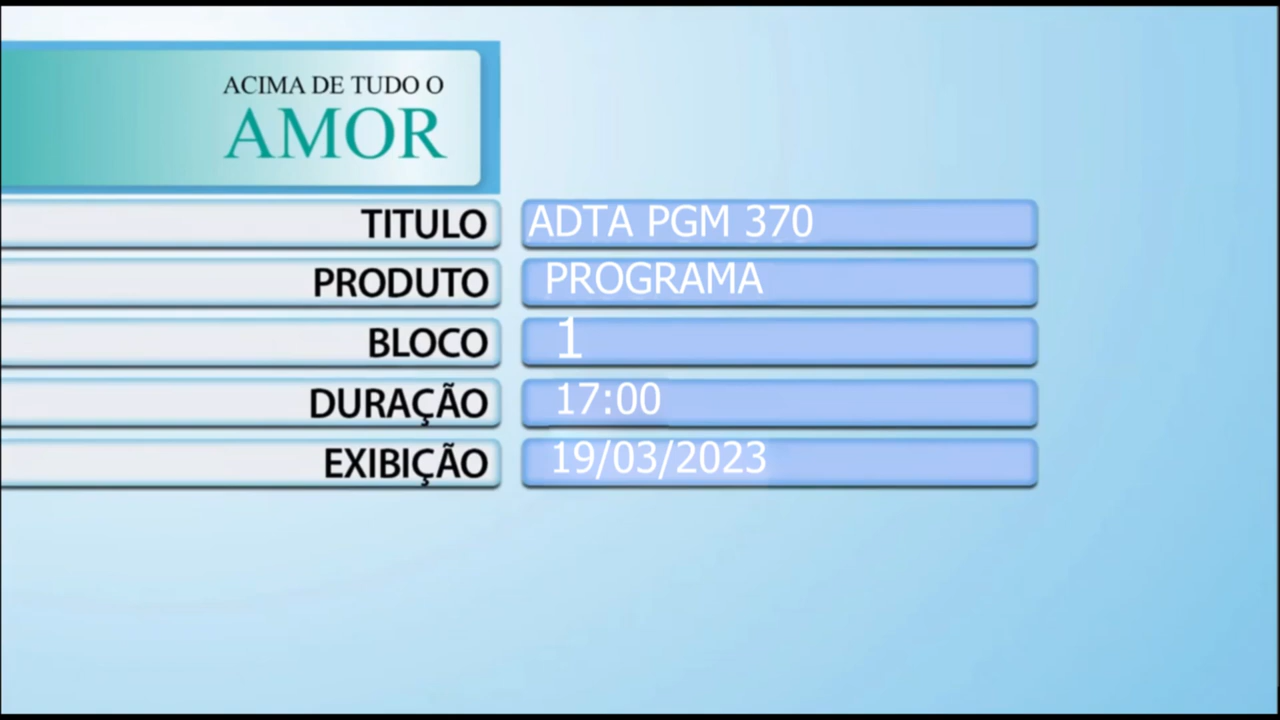 ACIMA DE TUDO O
AMOR
TITULO ADTA PGM 370
PRODUTO PROGRAMA
BLOCO 1
DURAÇÃO 17:00
EXIBIÇÃO 19/03/2023